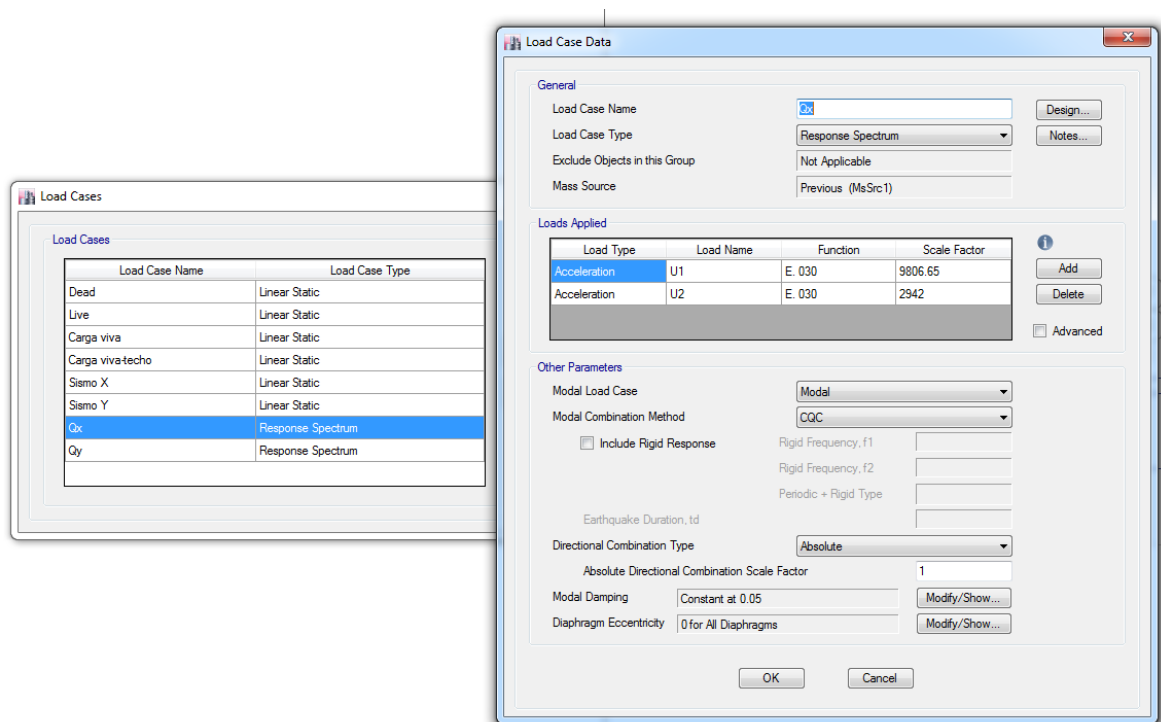 Load Cases
Load Cases
Load Case Name Load Case Type
Dead Linear Static
Live Linear Static
Carga viva Linear Static
Carga viva-techo Linear Static
Sismo X Linear Static
Sismo Y Linear Static
Qx Response Spectrum
Qy Response Spectrum
Load Case Data
General
Load Case Name Qx Design...
Load Case Type Response Spectrum Notes...
Exclude Objects in this Group Not Applicable
Mass Source Previous (MsSrc1)
Loads Applied
Load Type Load Name Function Scale Factor
Acceleration U1 E. 030 9806.65 Add
Acceleration U2 E. 030 2942 Delete
Advanced
Other Parameters
Modal Load Case Modal
Modal Combination Method CQC
Include Rigid Response Rigid Frequency, f1
Rigid Frequency, f2
Periodic + Rigid Type
Earthquake Duration, td
Directional Combination Type Absolute
Absolute Directional Combination Scale Factor 1
Modal Damping Constant at 0.05 Modify/Show...
Diaphragm Eccentricity 0 for All Diaphragms Modify/Show...
OK Cancel